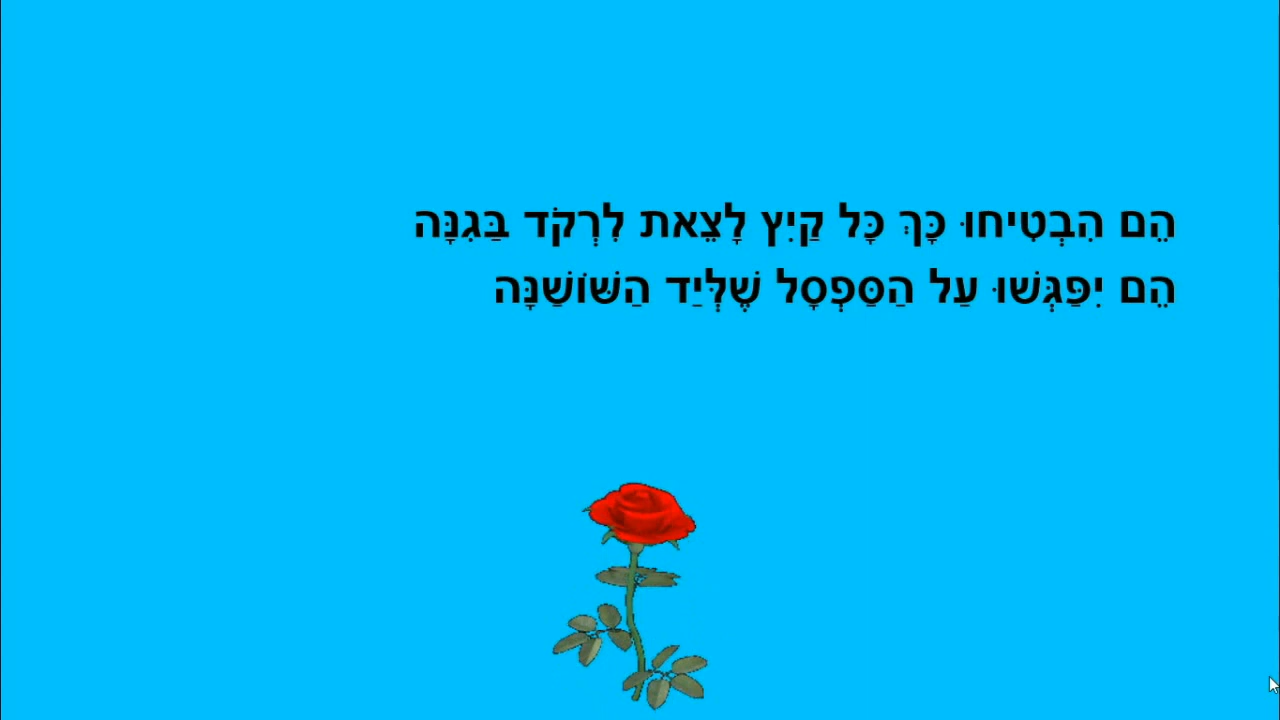 הֵם הִבְטִיחוּ כָּךְ כָּל קַיִץ לָצֵאת לִרְקֹד בַּגִנָּה
הֵם יִפַּגְּשׁוּ עַל הַסַּפְסָל שֶׁלְּיַד הַשּׁוֹשַׁנָּה